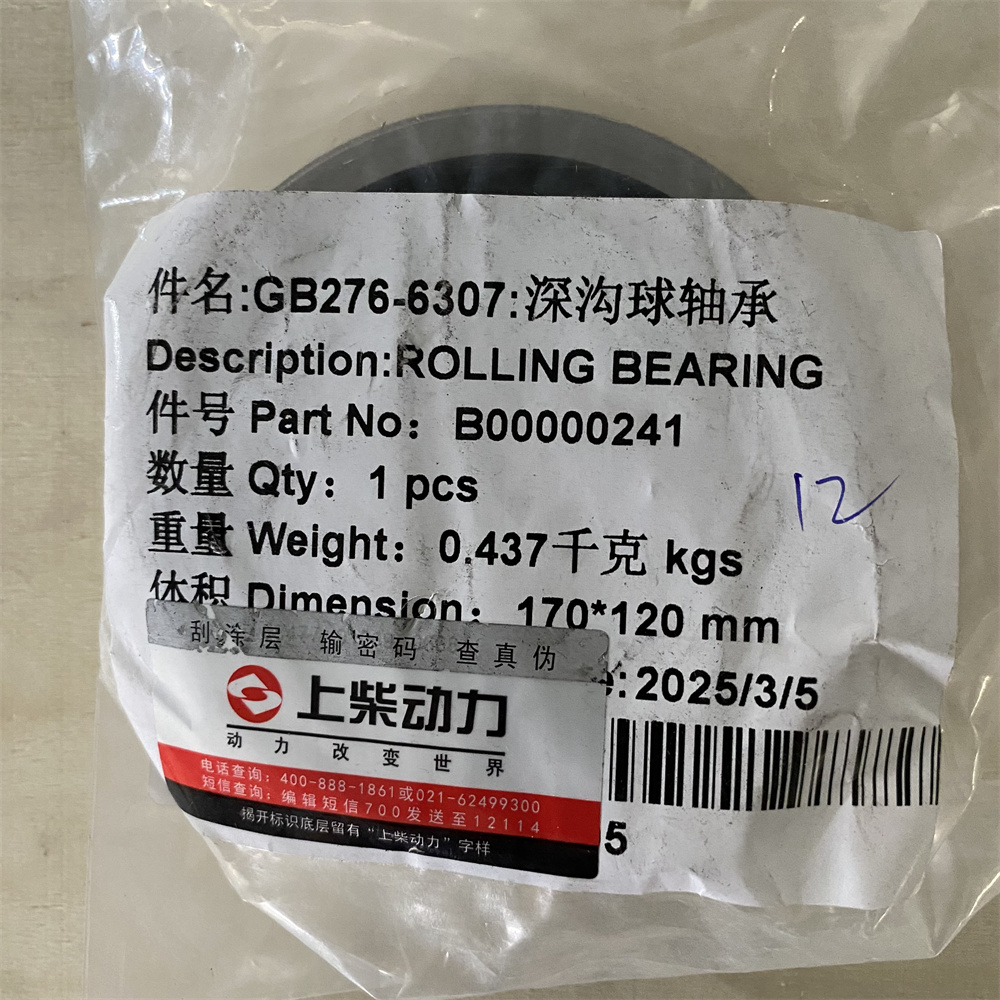 件名:GB276-6307:深沟球轴承
Description:ROLLING BEARING
件号 Part No：B00000241
数量 Qty：1 pcs
12
重量 Weight：0.437千克 kgs
体积 Dimension：170*120 mm
:2025/3/5
刮涂层 输密码 查真伪
上柴动力
动力 改变世界
电话查询：400-888-1861或021-62499300
短信查询：编辑短信700发送至12114
揭开标识底层留有“上柴动力”字样
5